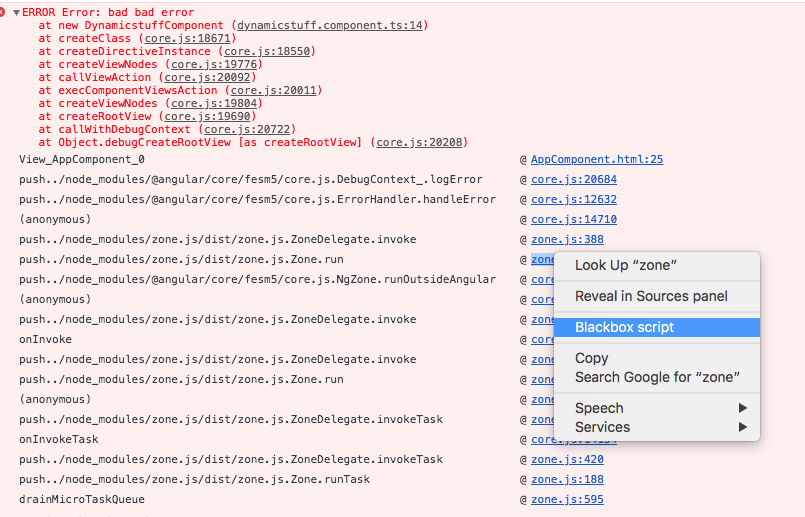 ▼ERROR Error: bad bad error
at new DynamicstuffComponent (dynamicstuff.component.ts:14)
at createClass (core.js:18671)
at createDirectiveInstance (core.js:18550)
at createViewNodes (core.js:19776)
at callViewAction (core.js:20092)
at execComponentViewsAction (core.js:20011)
at createViewNodes (core.js:19804)
at createRootView (core.js:19690)
at callWithDebugContext (core.js:20722)
at Object.debugCreateRootView [as createRootView] (core.js:20208)
View_AppComponent_0 @ AppComponent.html:25
push../node_modules/@angular/core/fesm5/core.js.DebugContext_.logError @ core.js:20684
push../node_modules/@angular/core/fesm5/core.js.ErrorHandler.handleError @ core.js:12632
(anonymous) @ core.js:14710
push../node_modules/zone.js/dist/zone.js.ZoneDelegate.invoke @ zone.js:388
push../node_modules/zone.js/dist/zone.js.Zone.run @ zone
push../node_modules/@angular/core/fesm5/core.js.NgZone.runOutsideAngular @ cor
(anonymous) @ cor
push../node_modules/zone.js/dist/zone.js.ZoneDelegate.invoke @ zon
onInvoke @ cor
push../node_modules/zone.js/dist/zone.js.ZoneDelegate.invoke @ zon
push../node_modules/zone.js/dist/zone.js.Zone.run @ zon
(anonymous) @ cor
push../node_modules/zone.js/dist/zone.js.ZoneDelegate.invokeTask @ zon
onInvokeTask @
push../node_modules/zone.js/dist/zone.js.ZoneDelegate.invokeTask @ zone.js:420
push../node_modules/zone.js/dist/zone.js.Zone.runTask @ zone.js:188
drainMicroTaskQueue @ zone.js:595
Look Up “zone”
Reveal in Sources panel
Blackbox script
Copy
Search Google for “zone”
Speech ▶
Services ▶